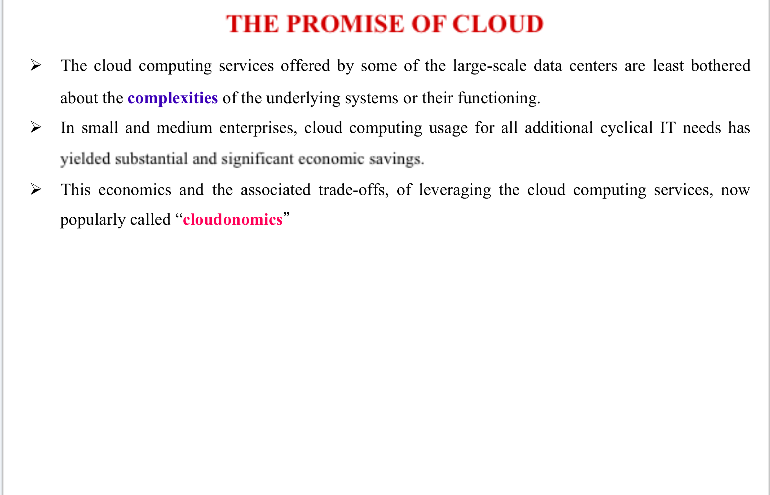 THE PROMISE OF CLOUD
➢ The cloud computing services offered by some of the large-scale data centers are least bothered
about the complexities of the underlying systems or their functioning.
➢ In small and medium enterprises, cloud computing usage for all additional cyclical IT needs has
yielded substantial and significant economic savings.
➢ This economics and the associated trade-offs, of leveraging the cloud computing services, now
popularly called “cloudonomics”